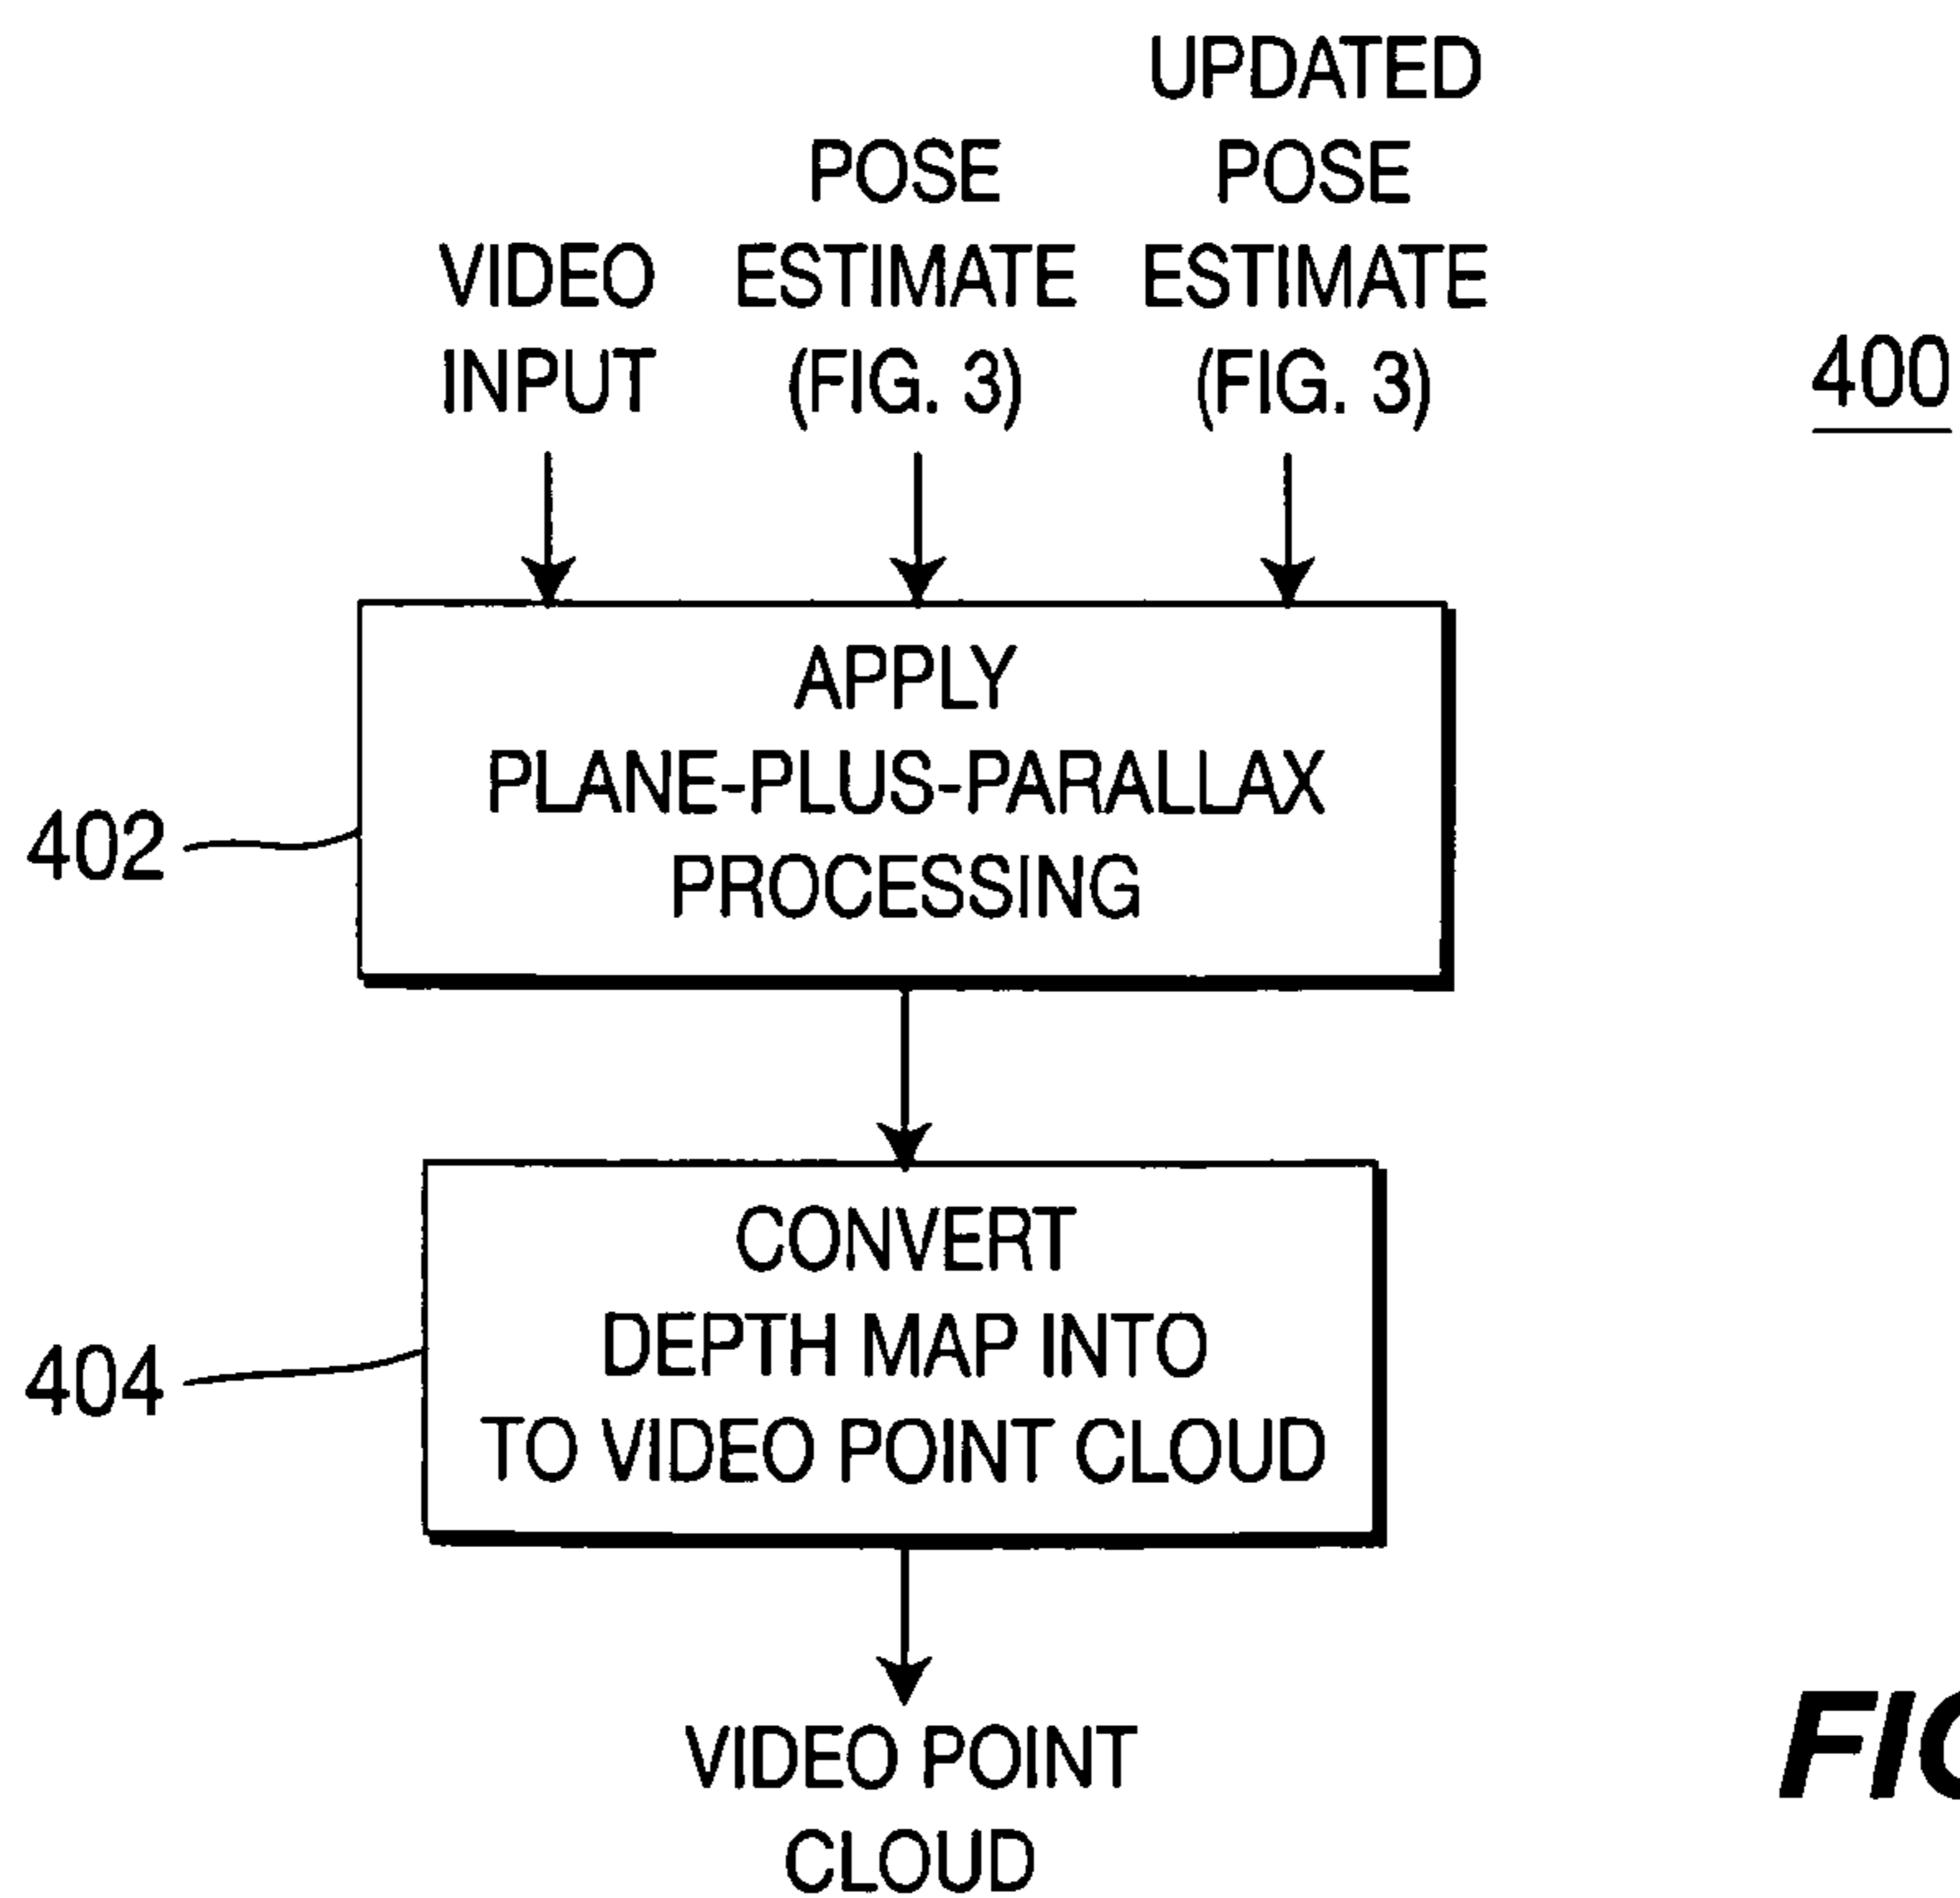 UPDATED
POSE POSE
VIDEO ESTIMATE ESTIMATE
INPUT (FIG. 3) (FIG. 3)
400
APPLY
PLANE-PLUS-PARALLAX
PROCESSING
402
CONVERT
DEPTH MAP INTO
TO VIDEO POINT CLOUD
404
VIDEO POINT
CLOUD